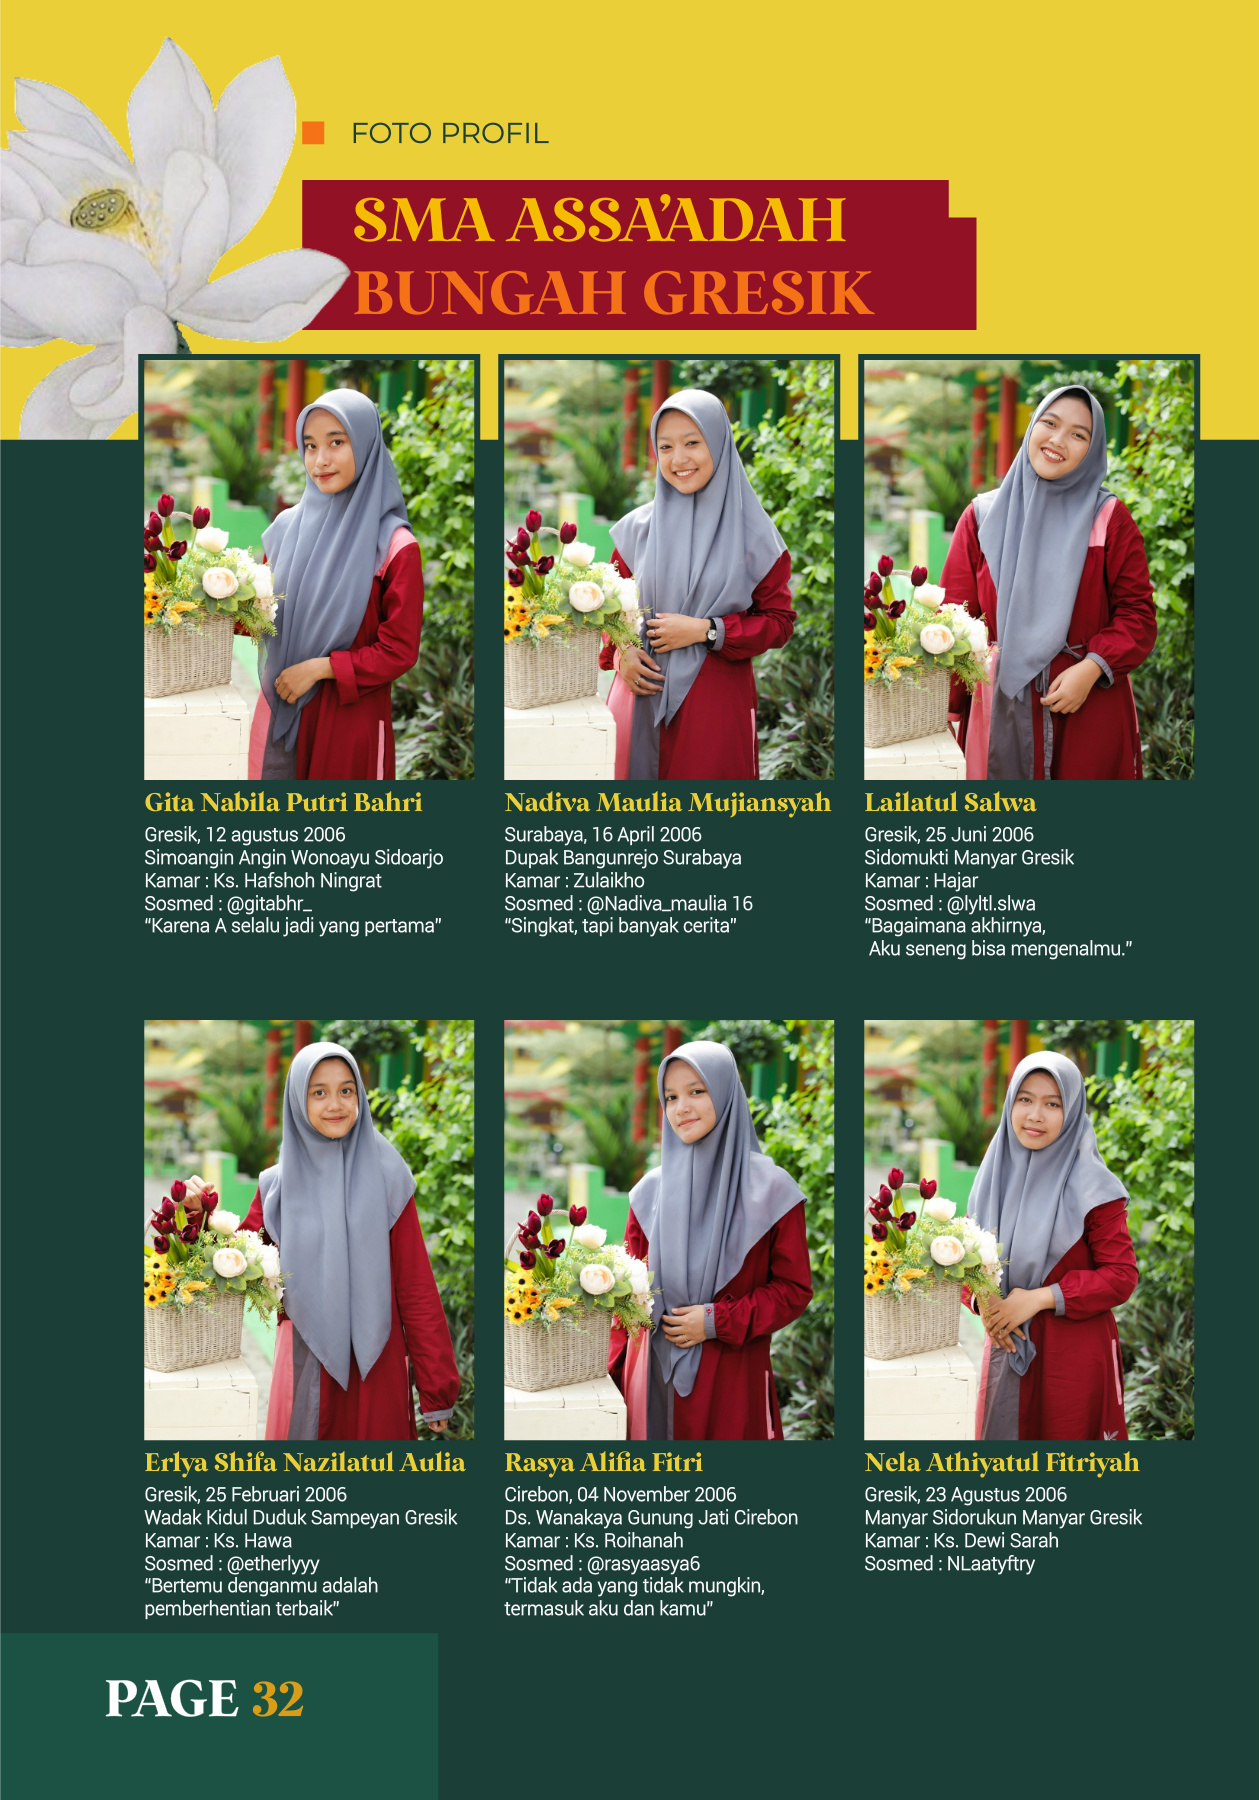 FOTO PROFIL
SMA ASSA’ADAH
BUNGAH GRESIK
Gita Nabila Putri Bahri
Gresik, 12 agustus 2006
Simoangin Angin Wonoayu Sidoarjo
Kamar : Ks. Hafshoh Ningrat
Sosmed : @gitabhr_
“Karena A selalu jadi yang pertama”
Nadiva Maulia Mujiansyah
Surabaya, 16 April 2006
Dupak Bangunrejo Surabaya
Kamar : Zulaikho
Sosmed : @Nadiva_maulia 16
“Singkat, tapi banyak cerita”
Lailatul Salwa
Gresik, 25 Juni 2006
Sidomukti Manyar Gresik
Kamar : Hajar
Sosmed : @lyltl.slwa
“Bagaimana akhirnya,
Aku seneng bisa mengenalmu.”
Erlya Shifa Nazilatul Aulia
Gresik, 25 Februari 2006
Wadak Kidul Duduk Sampeyan Gresik
Kamar : Ks. Hawa
Sosmed : @etherlyyy
“Bertemu denganmu adalah
pemberhentian terbaik”
Rasya Alifia Fitri
Cirebon, 04 November 2006
Ds. Wanakaya Gunung Jati Cirebon
Kamar : Ks. Roihanah
Sosmed : @rasyaasya6
“Tidak ada yang tidak mungkin,
termasuk aku dan kamu”
Nela Athiyatul Fitriyah
Gresik, 23 Agustus 2006
Manyar Sidorukun Manyar Gresik
Kamar : Ks. Dewi Sarah
Sosmed : NLaatyftry
PAGE 32